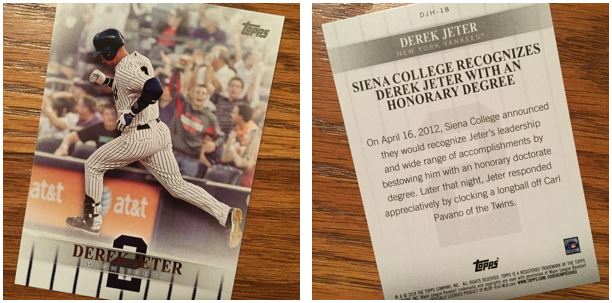 Topps
at&t
at&t
DEREK JETER
2
DJH-18
DEREK JETER
NEW YORK YANKEES®
SIENA COLLEGE RECOGNIZES
DEREK JETER WITH AN
HONORARY DEGREE
On April 16, 2012, Siena College announced
they would recognize Jeter's leadership
and wide range of accomplishments by
bestowing him with an honorary doctorate
degree. Later that night, Jeter responded
appreciatively by clocking a longball off Carl
Pavano of the Twins.
Topps